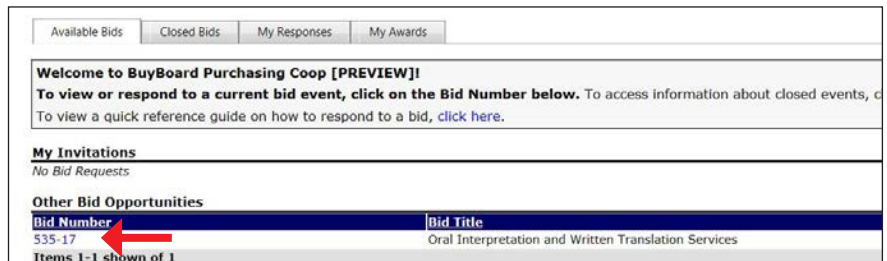 Available Bids Closed Bids My Responses My Awards
Welcome to BuyBoard Purchasing Coop [PREVIEW]!
To view or respond to a current bid event, click on the Bid Number below. To access information about closed events,
To view a quick reference guide on how to respond to a bid, click here.
My Invitations
No Bid Requests
Other Bid Opportunities
Bid Number Bid Title
535-17 Oral Interpretation and Written Translation Services
Items 1-1 shown of 1